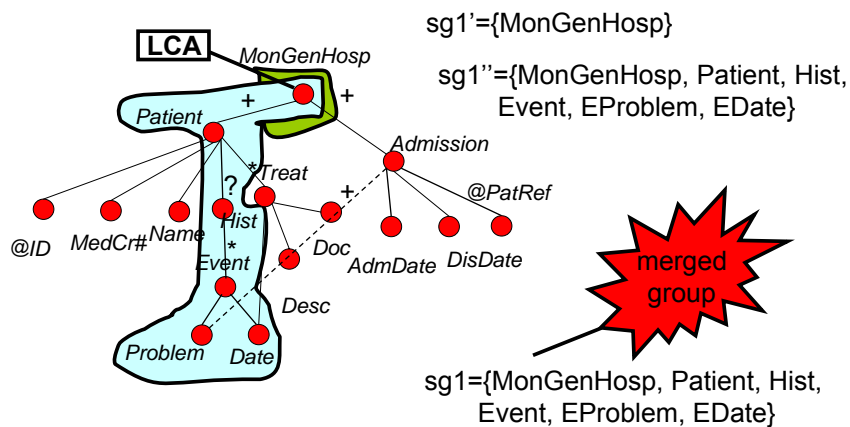 LCA
MonGenHosp
sg1’={MonGenHosp}
sg1’’={MonGenHosp, Patient, Hist,
Event, EProblem, EDate}
+
+
Patient
Admission
*
Treat
?
+
@PatRef
@ID
MedCr#
Name
Hist
Doc
AdmDate
DisDate
*
Event
Desc
merged
group
Problem
Date
sg1={MonGenHosp, Patient, Hist,
Event, EProblem, EDate}